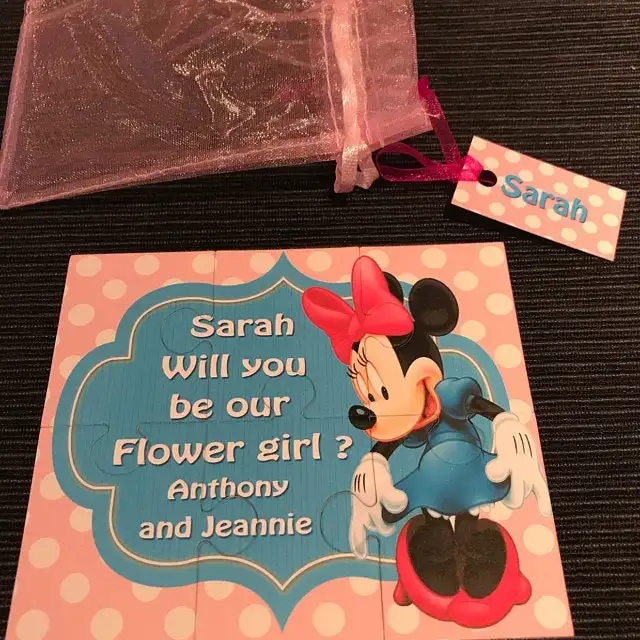 Sarah
Sarah
Will you
be our
Flower girl ?
Anthony
and Jeannie